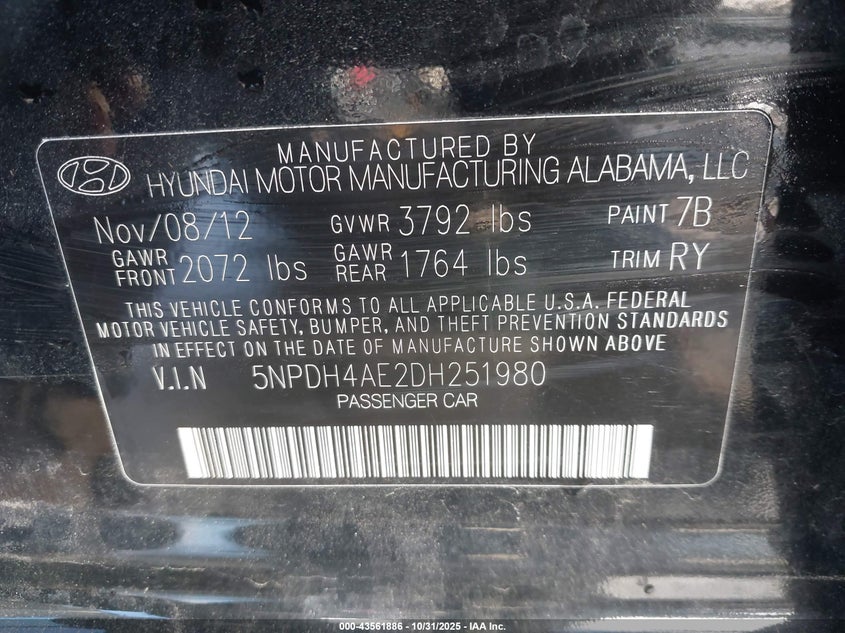 MANUFACTURED BY
HYUNDAI MOTOR MANUFACTURING ALABAMA, LLC
Nov/08/12 GVWR 3792 lbs PAINT 7B
GAWR FRONT 2072 lbs GAWR REAR 1764 lbs TRIM RY
THIS VEHICLE CONFORMS TO ALL APPLICABLE U.S.A. FEDERAL
MOTOR VEHICLE SAFETY, BUMPER, AND THEFT PREVENTION STANDARDS
IN EFFECT ON THE DATE OF MANUFACTURE SHOWN ABOVE
V.I.N 5NPDH4AE2DH251980
PASSENGER CAR
000-43561886 - 10/31/2025 - IAA Inc.